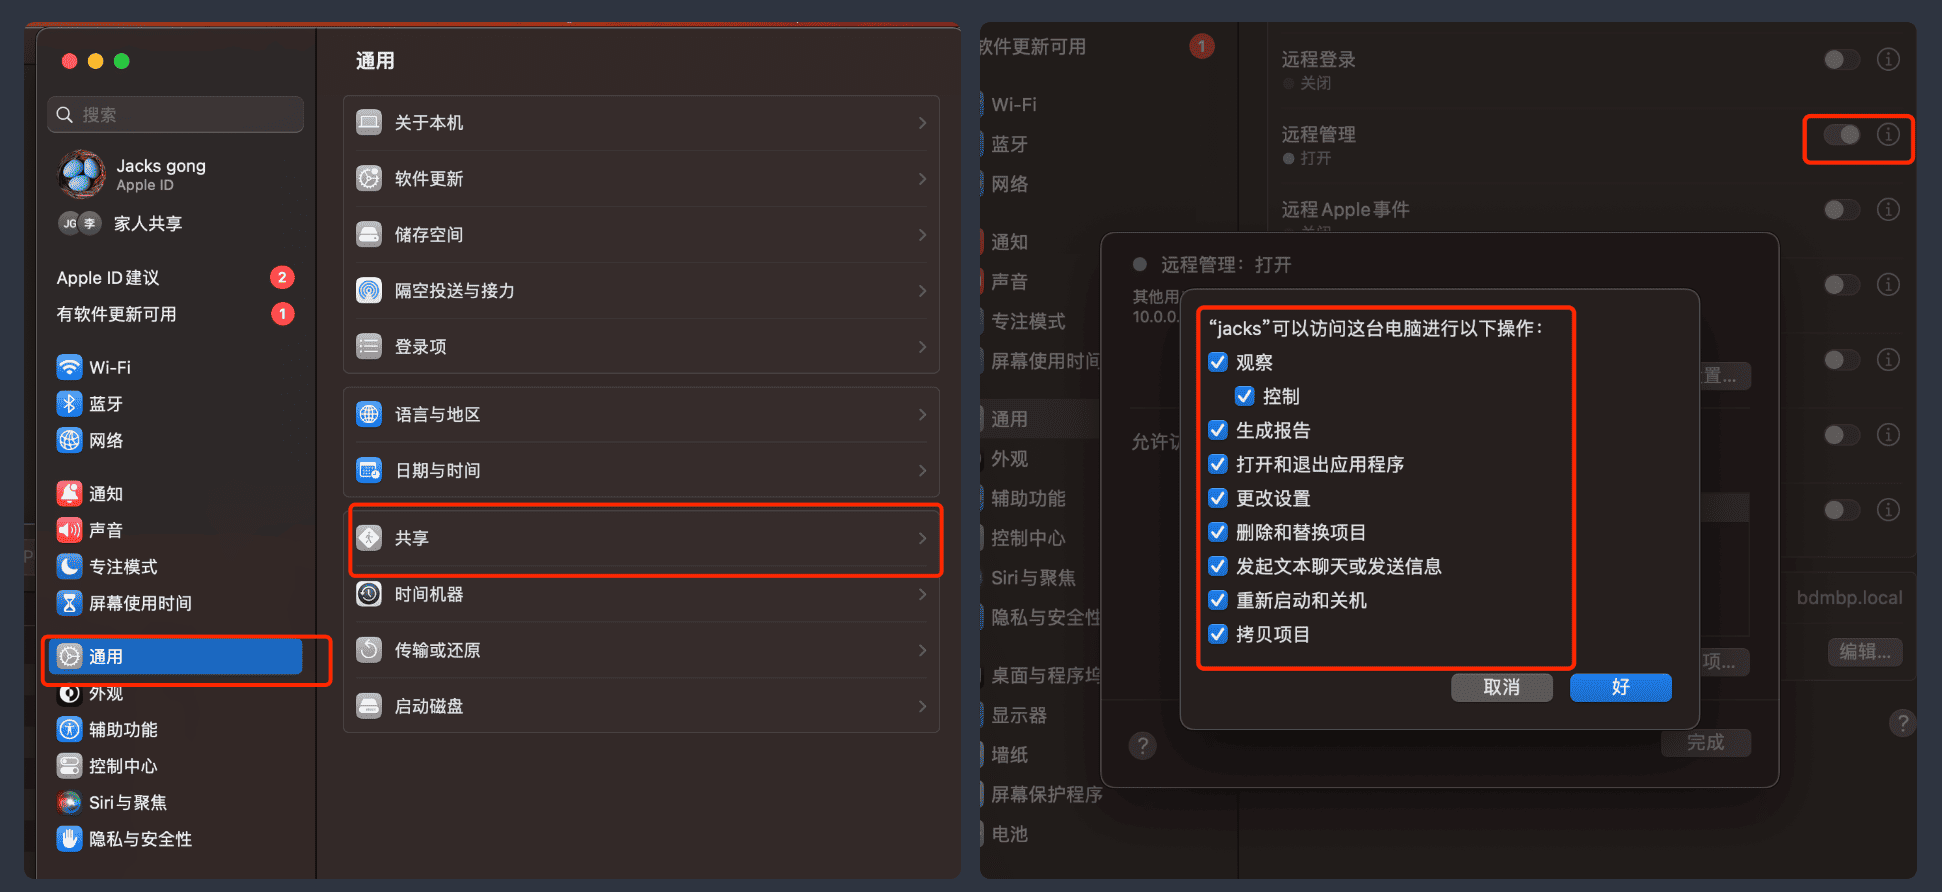 通用
搜索
Jacks gong
Apple ID
JG 李 家人共享
Apple ID 建议 2
有软件更新可用 1
Wi-Fi
蓝牙
网络
通知
声音
专注模式
屏幕使用时间
通用
外观
辅助功能
控制中心
Siri与聚焦
隐私与安全性
关于本机
软件更新
储存空间
隔空投送与接力
登录项
语言与地区
日期与时间
共享
时间机器
传输或还原
启动磁盘
软件更新可用 1
Wi-Fi
蓝牙
网络
通知
声音
专注模式
屏幕使用时间
通用
外观
辅助功能
控制中心
Siri与聚焦
隐私与安全性
桌面与程序坞
显示器
墙纸
屏幕保护程序
电池
远程登录
关闭
远程管理
打开
远程Apple事件
关闭
远程管理：打开
其他用
10.0.0.
置...
允许访
项...
bdmbp.local
编辑...
?
完成
?
“jacks”可以访问这台电脑进行以下操作：
观察
控制
生成报告
打开和退出应用程序
更改设置
删除和替换项目
发起文本聊天或发送信息
重新启动和关机
拷贝项目
取消
好